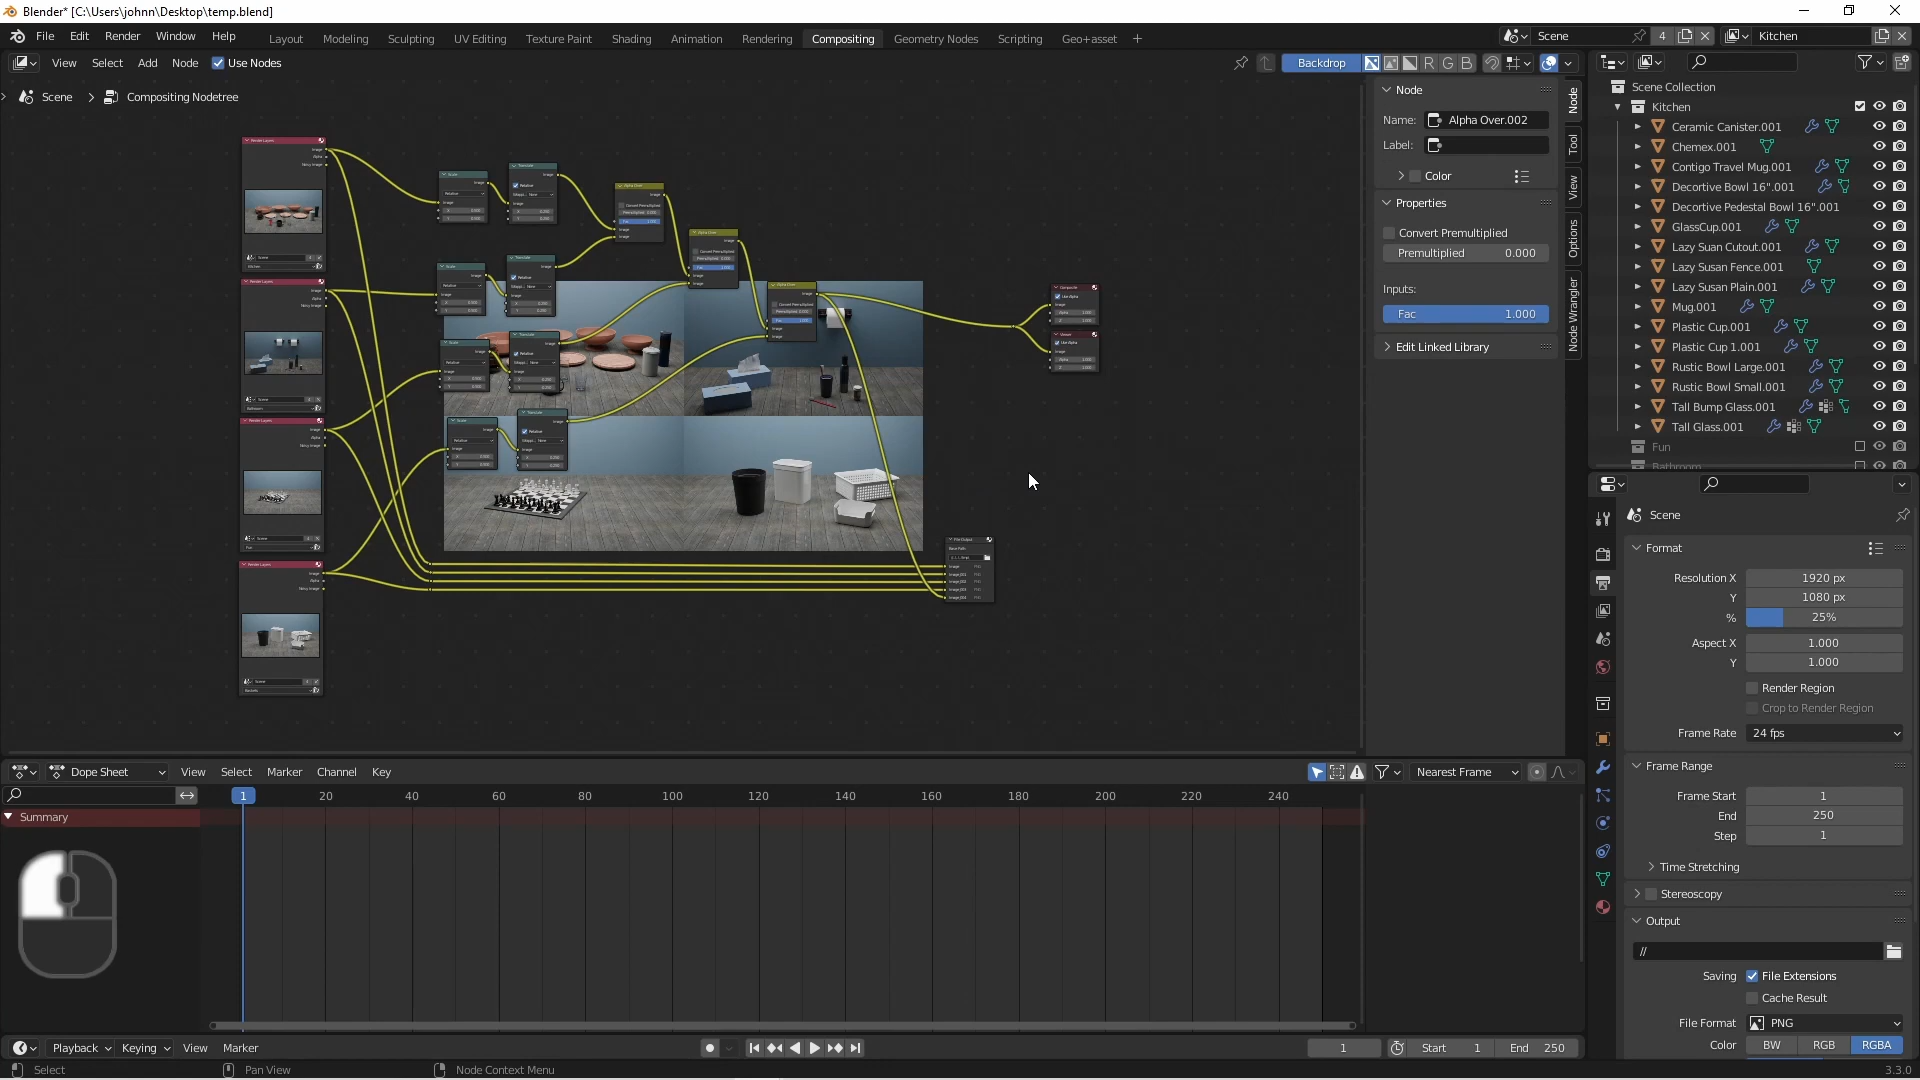 Blender* [C:\Users\johnn\Desktop\temp.blend]
File Edit Render Window Help Layout Modeling Sculpting UV Editing Texture Paint Shading Animation Rendering Compositing Geometry Nodes Scripting Geo+asset + Scene 4 Kitchen
View Select Add Node Use Nodes Backdrop R G B
Scene > Compositing Nodetree
Node
Name: Alpha Over.002
Label:
Color
Properties
Convert Premultiplied
Premultiplied 0.000
Inputs:
Fac 1.000
Edit Linked Library
Node
Tool
View
Options
Node Wrangler
Scene Collection
Kitchen
Ceramic Canister.001
Chemex.001
Contigo Travel Mug.001
Decortive Bowl 16".001
Decortive Pedestal Bowl 16".001
GlassCup.001
Lazy Suan Cutout.001
Lazy Susan Fence.001
Lazy Susan Plain.001
Mug.001
Plastic Cup.001
Plastic Cup 1.001
Rustic Bowl Large.001
Rustic Bowl Small.001
Tall Bump Glass.001
Tall Glass.001
Fun
Bathroom
Scene
Format
Resolution X 1920 px
Y 1080 px
% 25%
Aspect X 1.000
Y 1.000
Render Region
Crop to Render Region
Frame Rate 24 fps
Frame Range
Frame Start 1
End 250
Step 1
Time Stretching
Stereoscopy
Output
//
Saving File Extensions
Cache Result
File Format PNG
Color BW RGB RGBA
Dope Sheet View Select Marker Channel Key Nearest Frame
1 20 40 60 80 100 120 140 160 180 200 220 240
Summary
Playback Keying View Marker 1 Start 1 End 250
Select Pan View Node Context Menu 3.3.0